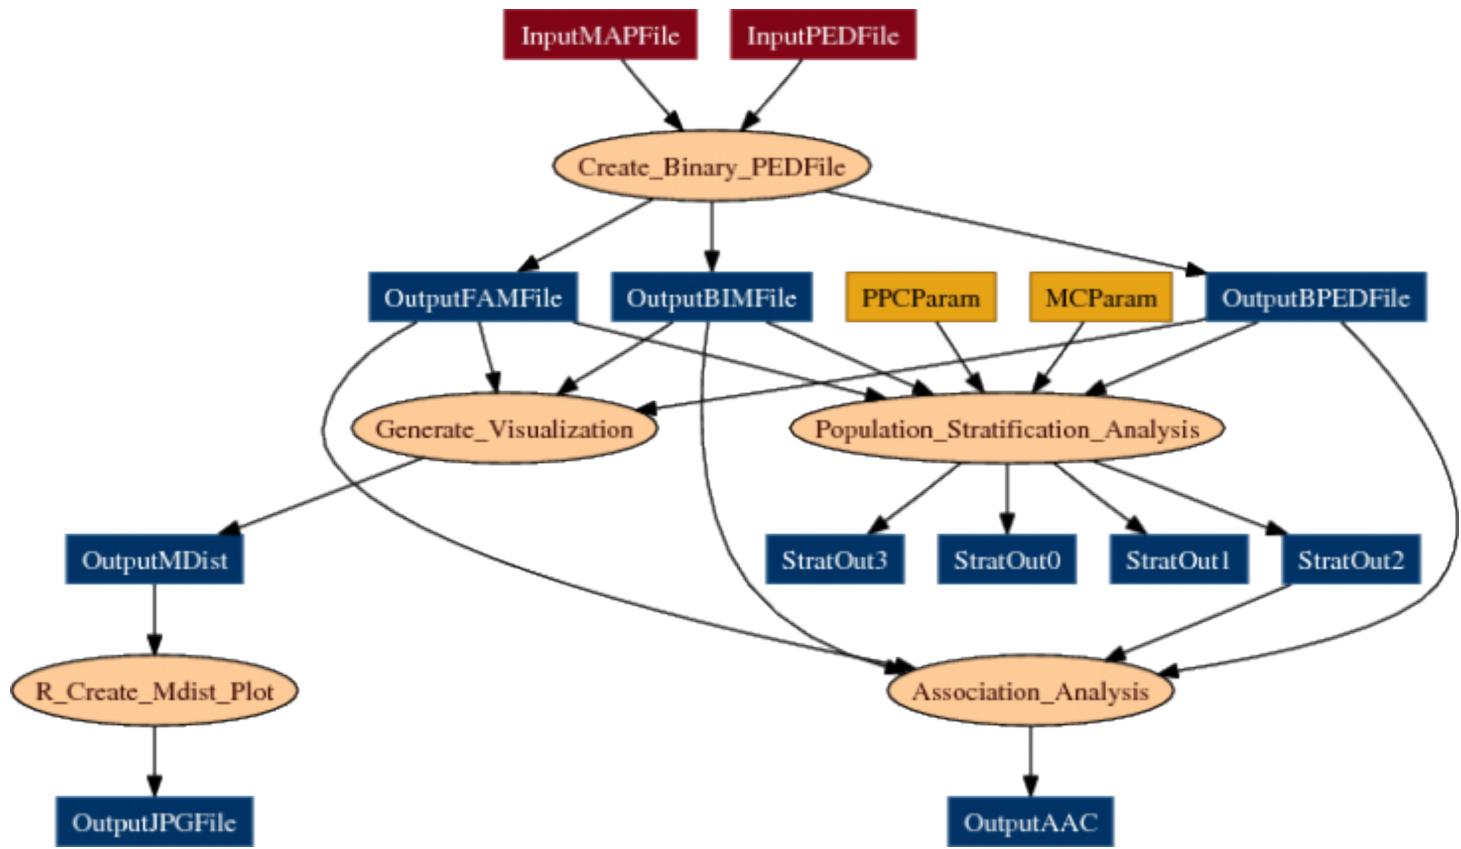 InputMAPFile
InputPEDFile
Create_Binary_PEDFile
OutputFAMFile
OutputBIMFile
PPCParam
MCParam
OutputBPEDFile
Generate_Visualization
Population_Stratification_Analysis
OutputMDist
StratOut3
StratOut0
StratOut1
StratOut2
R_Create_Mdist_Plot
Association_Analysis
OutputJPGFile
OutputAAC